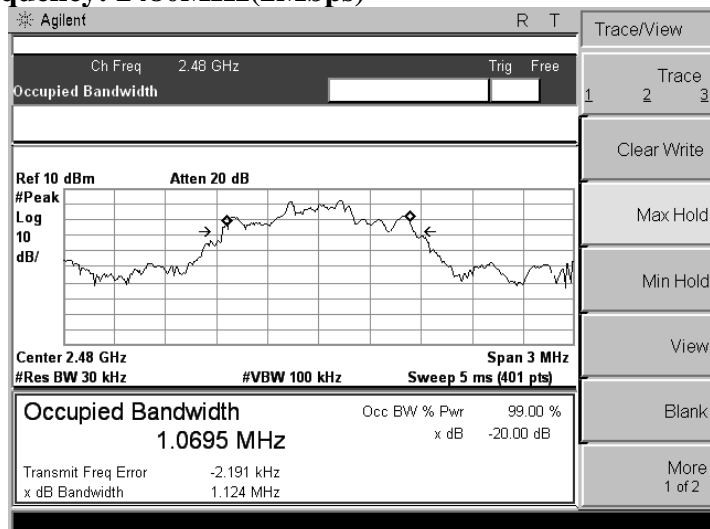 Agilent R T
Trace/View
Ch Freq 2.48 GHz Trig Free
Occupied Bandwidth
Trace
1 2 3
Clear Write
Max Hold
Min Hold
View
Blank
More
1 of 2
Ref 10 dBm Atten 20 dB
#Peak
Log
10
dB/
Center 2.48 GHz Span 3 MHz
#Res BW 30 kHz #VBW 100 kHz Sweep 5 ms (401 pts)
Occupied Bandwidth Occ BW % Pwr 99.00 %
1.0695 MHz x dB -20.00 dB
Transmit Freq Error -2.191 kHz
x dB Bandwidth 1.124 MHz